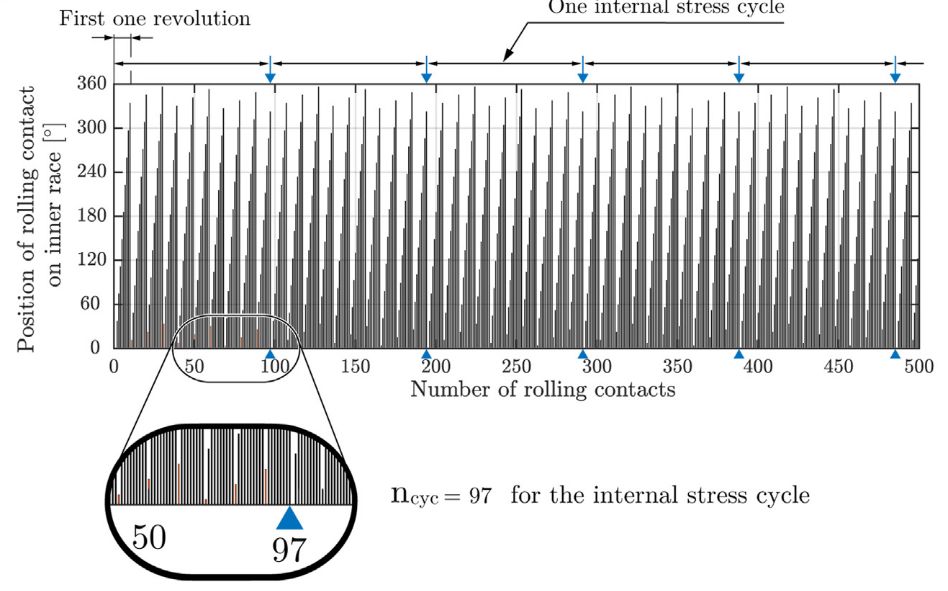 One internal stress cycle
First one revolution
Position of rolling contact
on inner race [°]
360
300
240
180
120
60
0
0 50 100 150 200 250 300 350 400 450 500
Number of rolling contacts
50
97
ncyc = 97 for the internal stress cycle